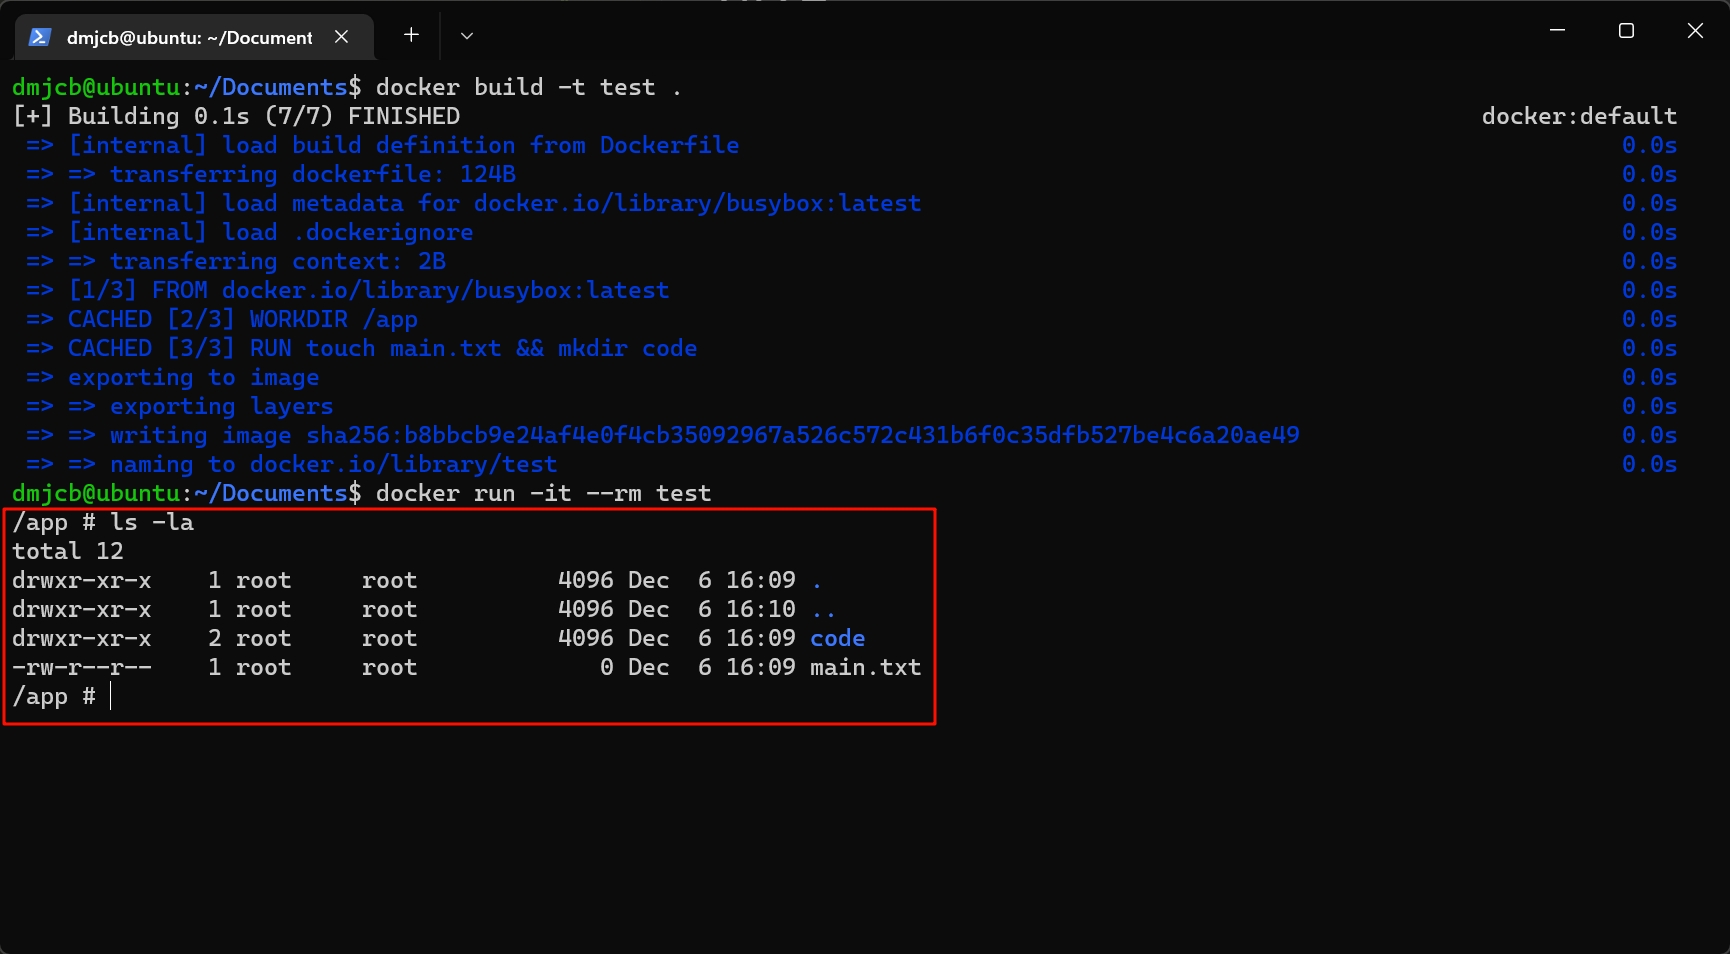 dmjcb@ubuntu: ~/Document
dmjcb@ubuntu:~/Documents$ docker build -t test .
[+] Building 0.1s (7/7) FINISHED docker:default
=> [internal] load build definition from Dockerfile 0.0s
=> => transferring dockerfile: 124B 0.0s
=> [internal] load metadata for docker.io/library/busybox:latest 0.0s
=> [internal] load .dockerignore 0.0s
=> => transferring context: 2B 0.0s
=> [1/3] FROM docker.io/library/busybox:latest 0.0s
=> CACHED [2/3] WORKDIR /app 0.0s
=> CACHED [3/3] RUN touch main.txt && mkdir code 0.0s
=> exporting to image 0.0s
=> => exporting layers 0.0s
=> => writing image sha256:b8bbcb9e24af4e0f4cb35092967a526c572c431b6f0c35dfb527be4c6a20ae49 0.0s
=> => naming to docker.io/library/test 0.0s
dmjcb@ubuntu:~/Documents$ docker run -it --rm test
/app # ls -la
total 12
drwxr-xr-x 1 root root 4096 Dec 6 16:09 .
drwxr-xr-x 1 root root 4096 Dec 6 16:10 ..
drwxr-xr-x 2 root root 4096 Dec 6 16:09 code
-rw-r--r-- 1 root root 0 Dec 6 16:09 main.txt
/app #